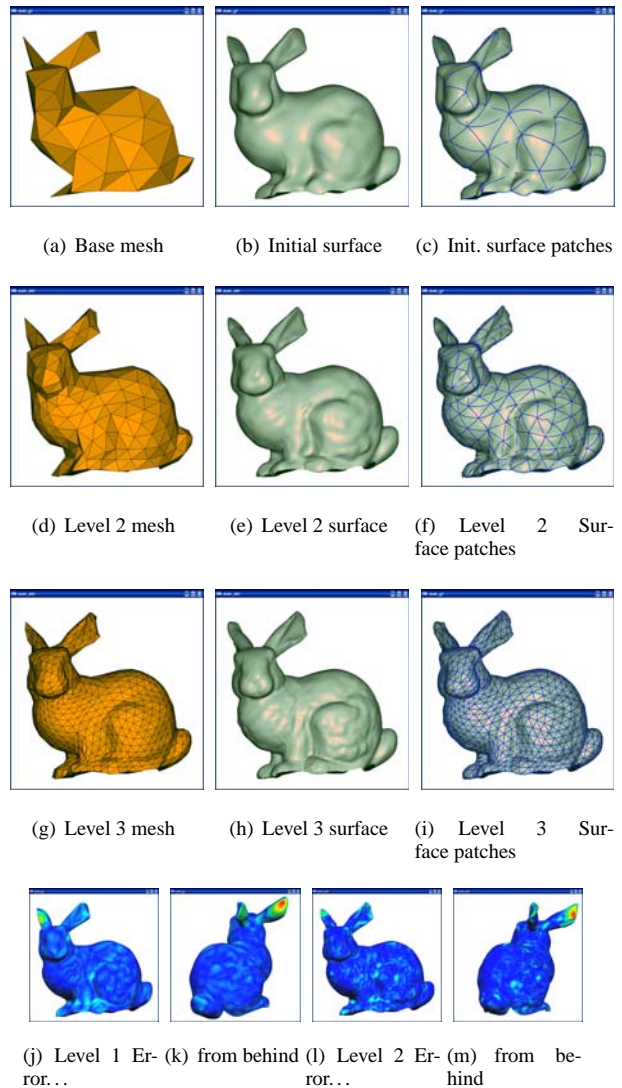 (a) Base mesh
(b) Initial surface
(c) Init. surface patches
(d) Level 2 mesh
(e) Level 2 surface
(f) Level 2 Sur-
face patches
(g) Level 3 mesh
(h) Level 3 surface
(i) Level 3 Sur-
face patches
(j) Level 1 Er-
ror...
(k) from behind
(l) Level 2 Er-
ror...
(m) from be-
hind